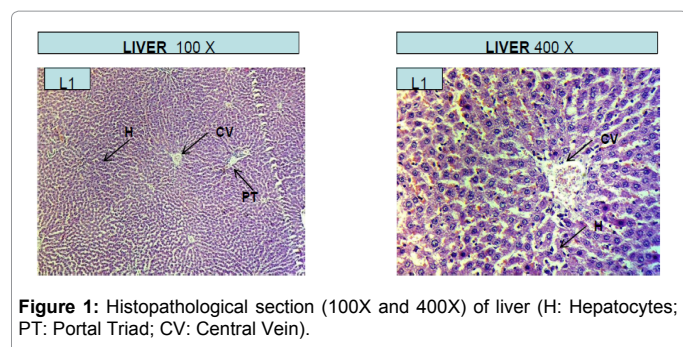 LIVER 100 X
LIVER 400 X
L1
L1
H
CV
PT
CV
H
Figure 1: Histopathological section (100X and 400X) of liver (H: Hepatocytes;
PT: Portal Triad; CV: Central Vein).